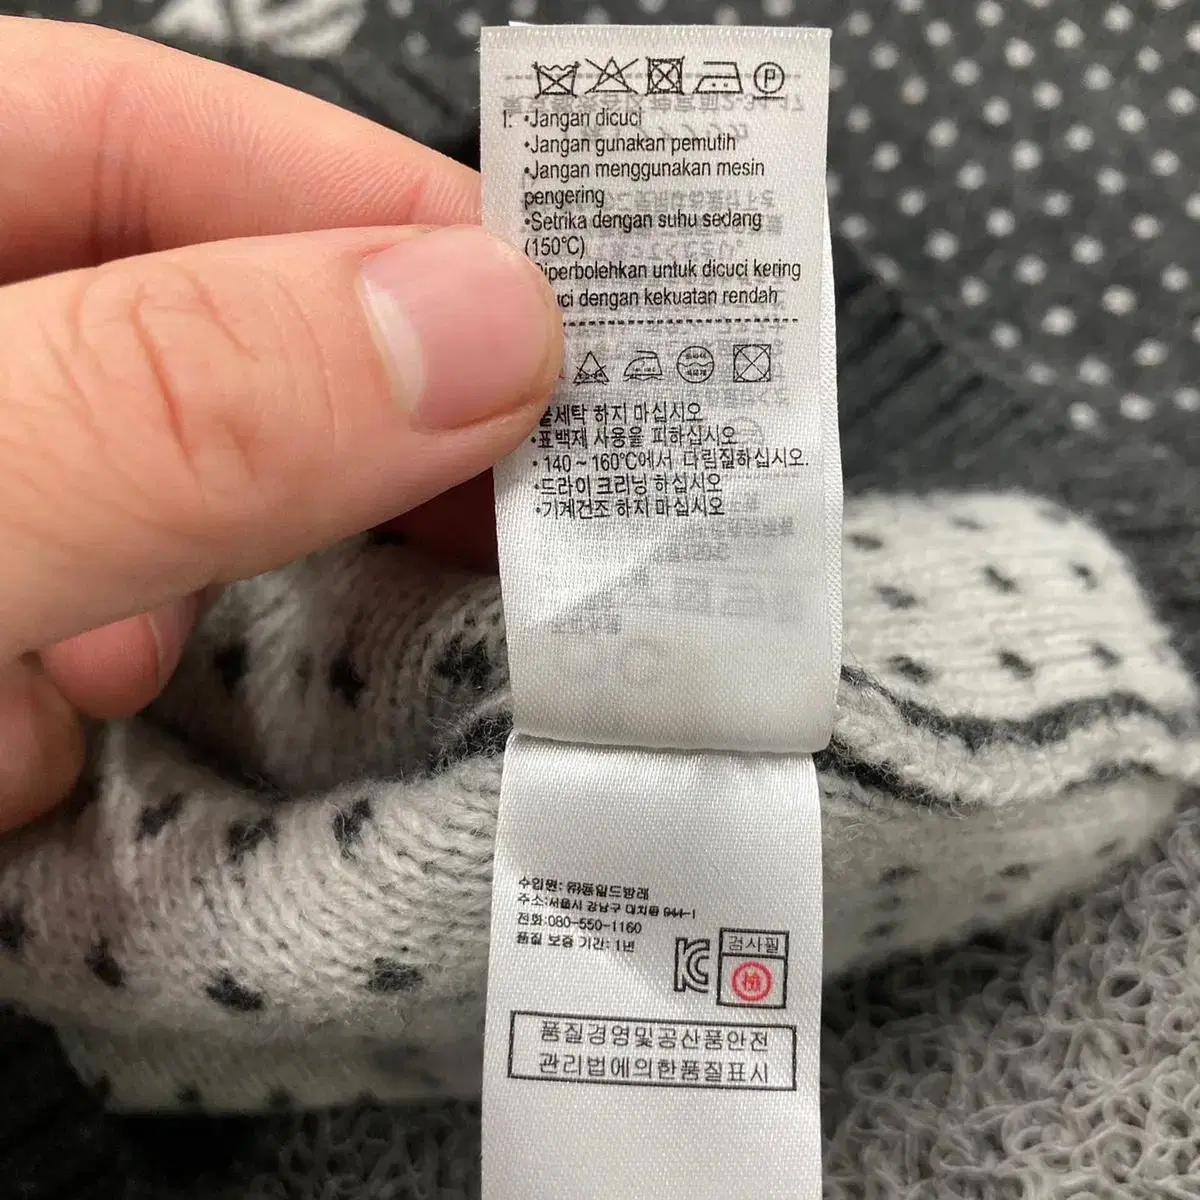 P
I: •Jangan dicuci
•Jangan gunakan pemutih
•Jangan menggunakan mesin
pengering
•Setrika dengan suhu sedang
(150℃)
Diperbolehkan untuk dicuci kering
dengan kekuatan rendah
물세탁 하지 마십시오
•표백제 사용을 피하십시오
• 140 ~ 160℃에서 다림질하십시오.
•드라이 크리닝 하십시오
•기계건조 하지 마십시오
수입원: ㈜동일드방레
주소:서울시 강남구 대치동 944-1
전화:080-550-1160
품질 보증 기간: 1년
검사필
검
품질경영및공산품안전
관리법에의한품질표시